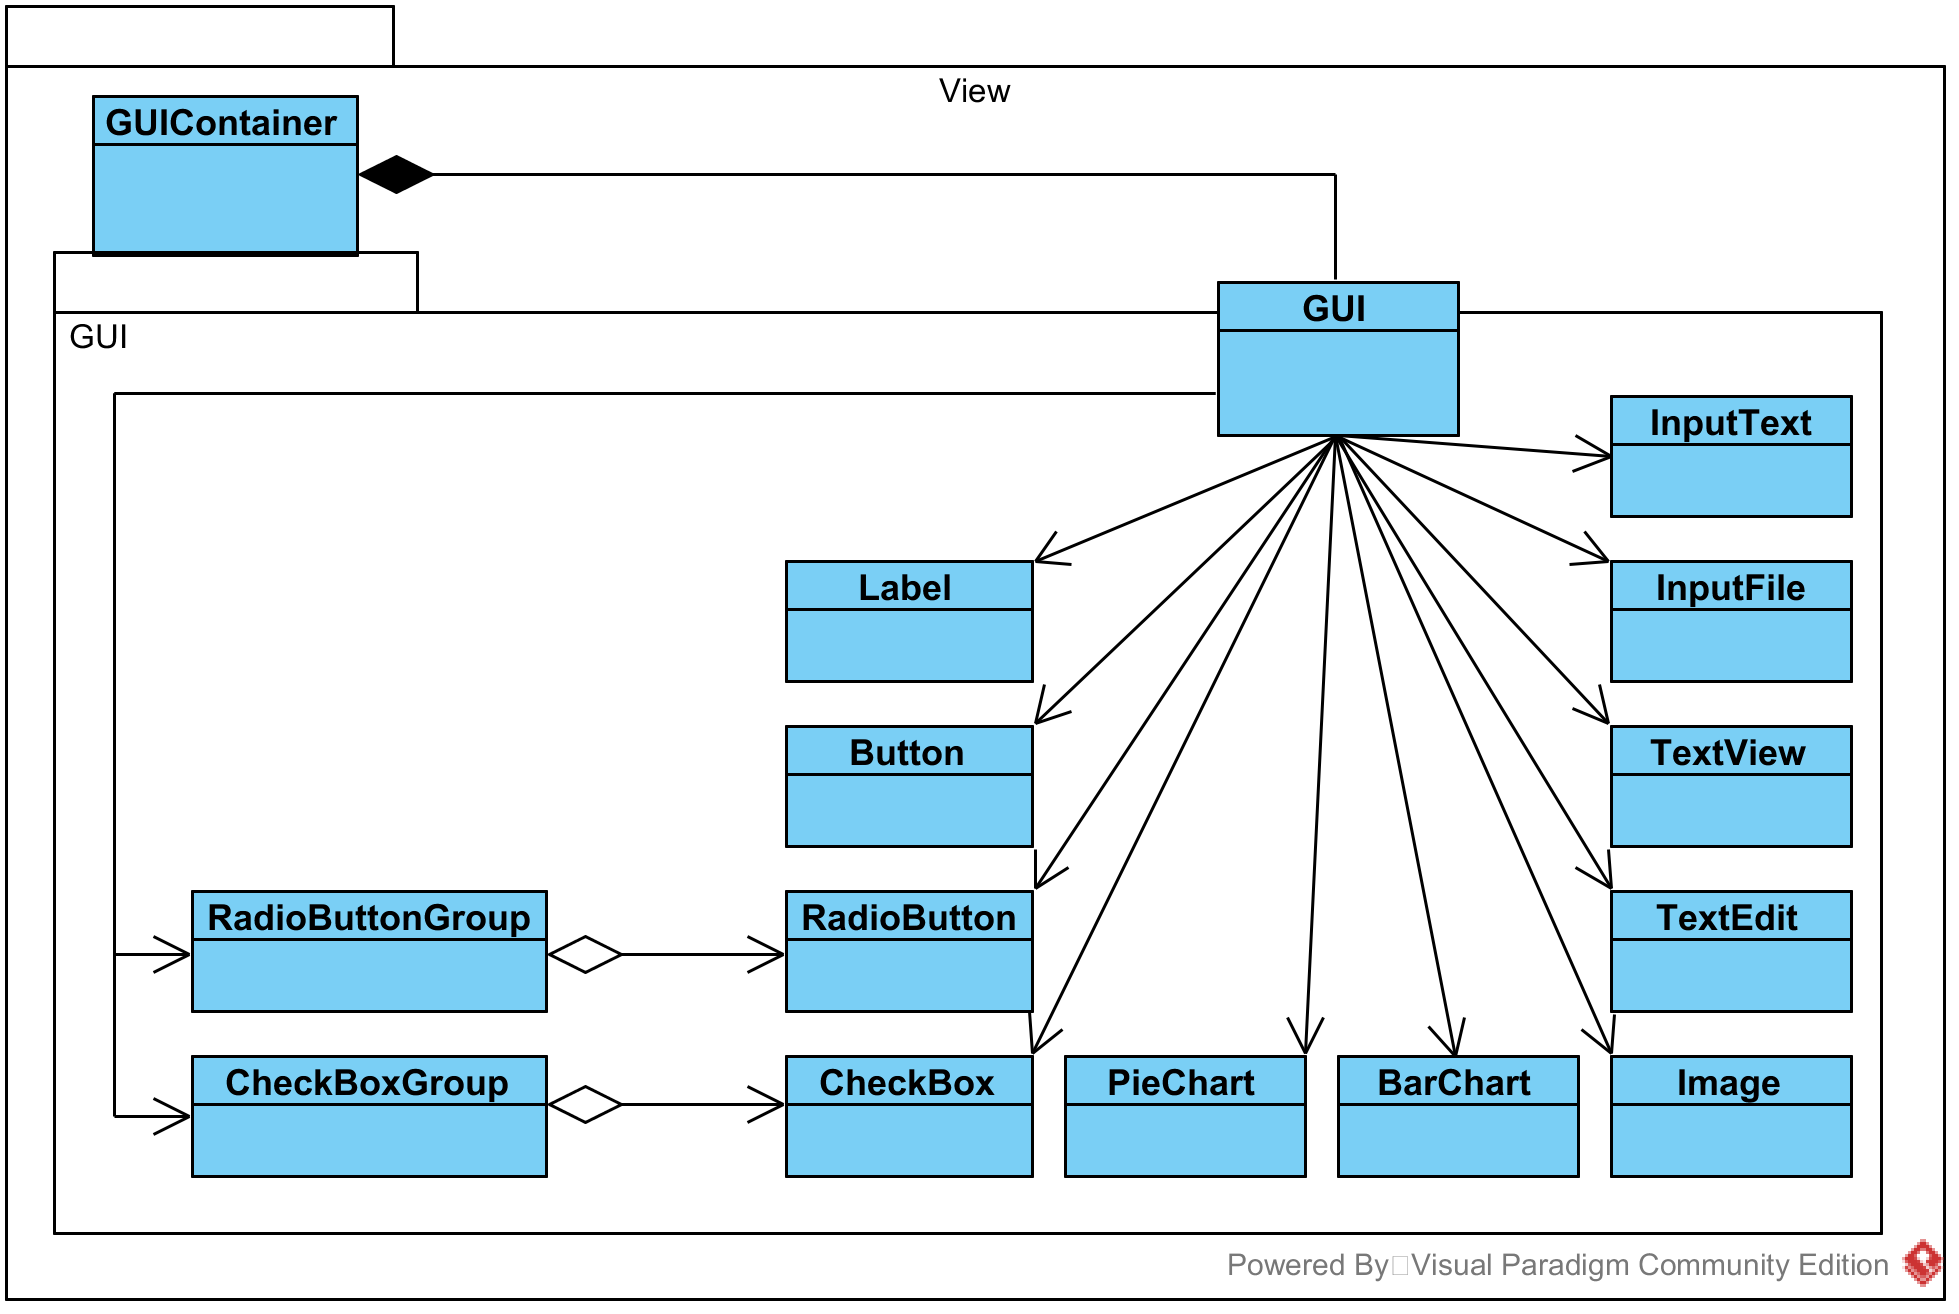 View
GUIContainer
GUI
GUI
InputText
Label
InputFile
Button
TextView
RadioButtonGroup
RadioButton
TextEdit
CheckBoxGroup
CheckBox
PieChart
BarChart
Image
Powered By Visual Paradigm Community Edition